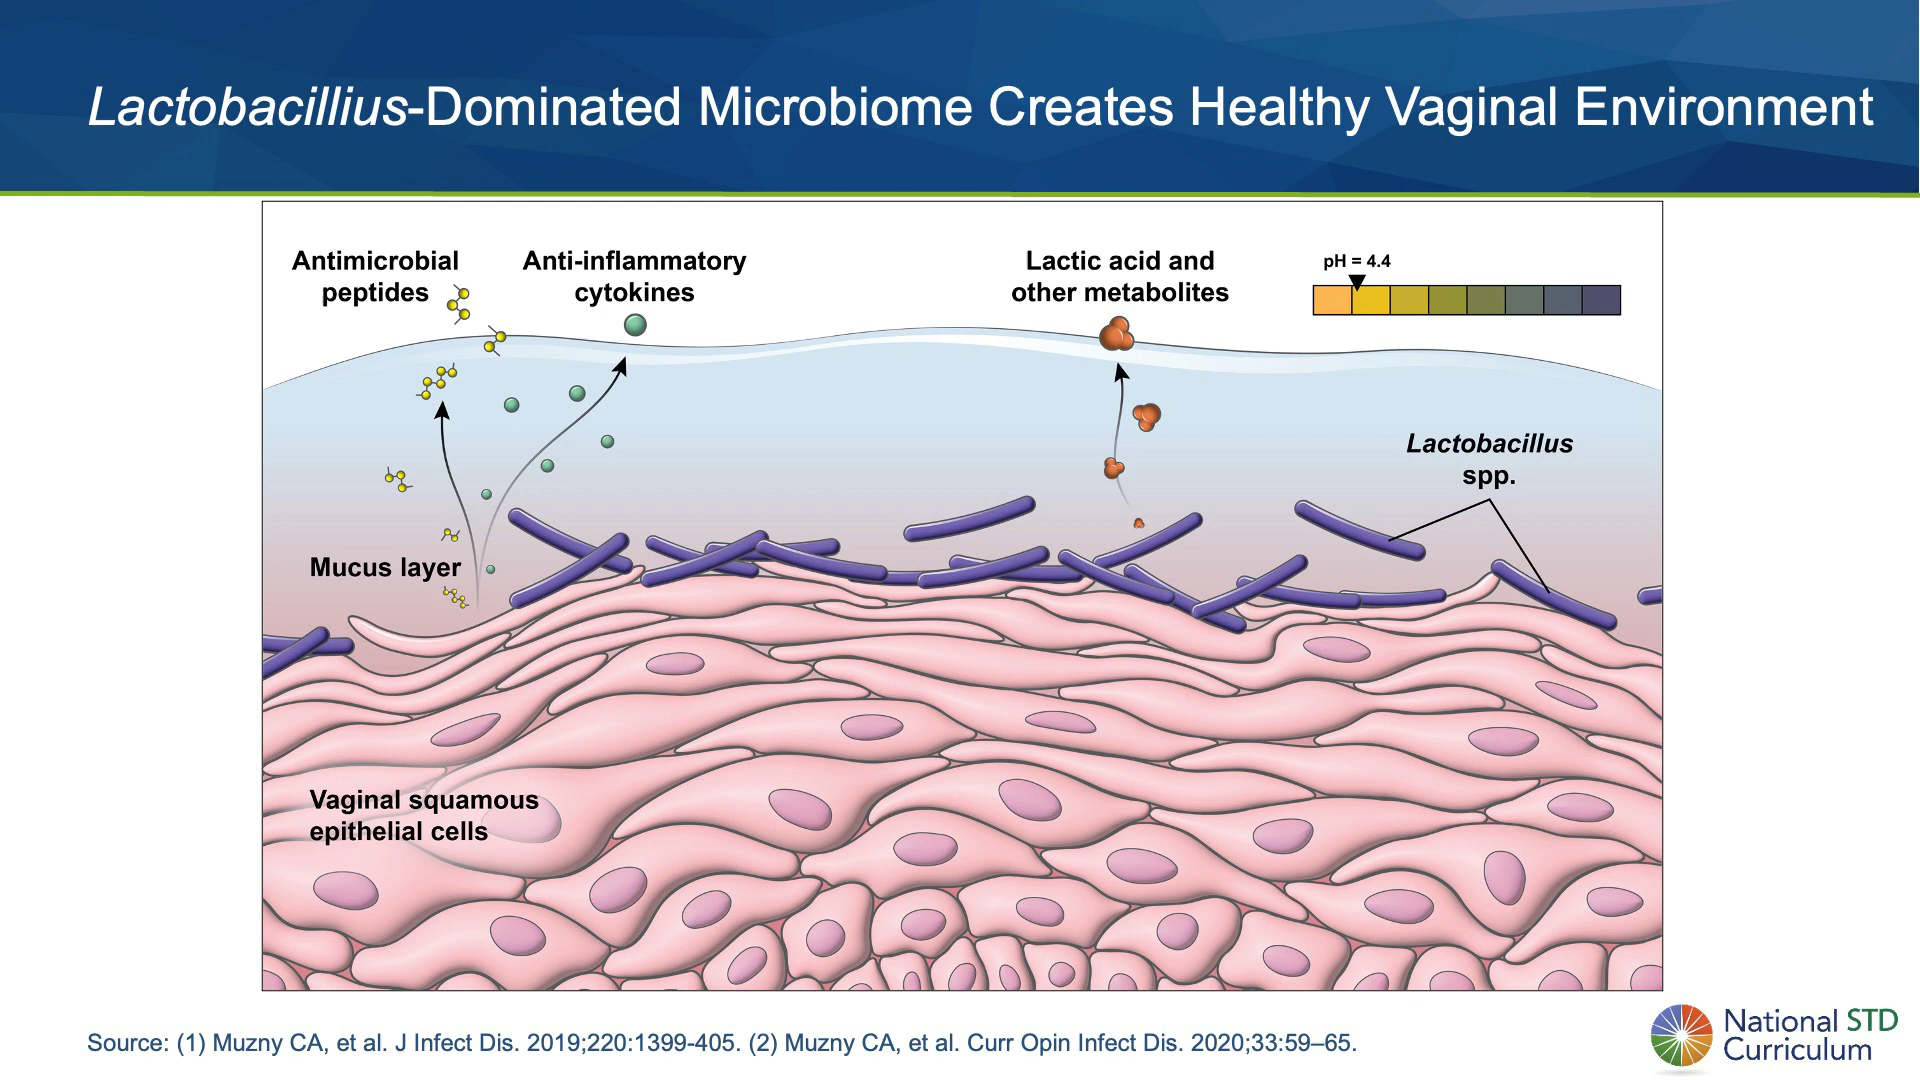 Lactobacillius-Dominated Microbiome Creates Healthy Vaginal Environment
Antimicrobial
peptides
Anti-inflammatory
cytokines
Lactic acid and
other metabolites
pH = 4.4
Lactobacillus
spp.
Mucus layer
Vaginal squamous
epithelial cells
Source: (1) Muzny CA, et al. J Infect Dis. 2019;220:1399-405. (2) Muzny CA, et al. Curr Opin Infect Dis. 2020;33:59–65.
National STD
Curriculum